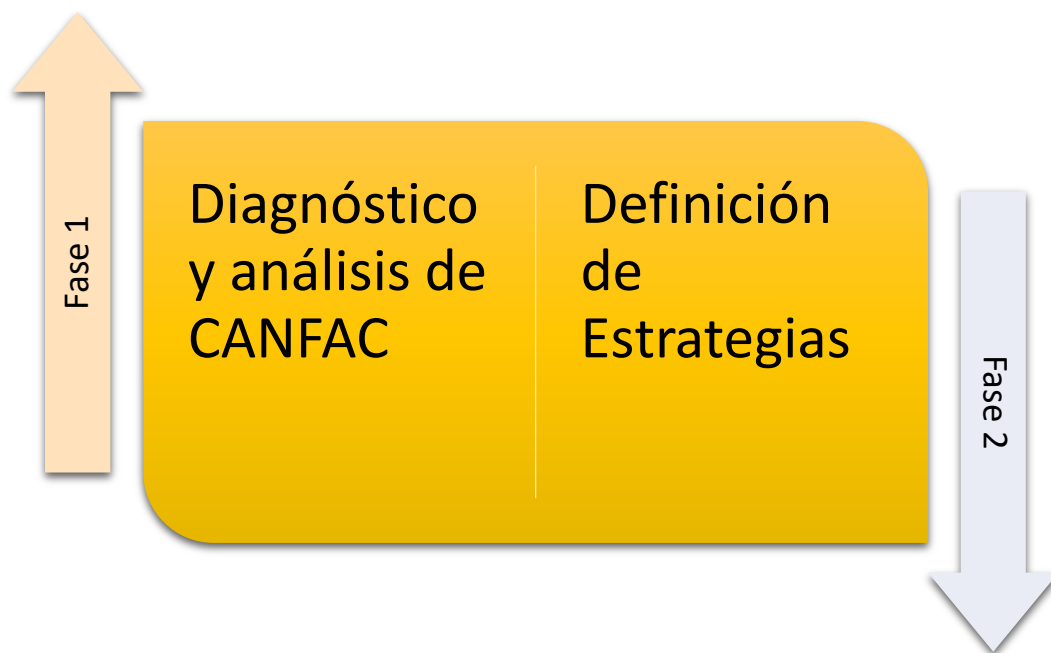 Fase 1
Diagnóstico
y análisis de
CANFAC
Definición
de
Estrategias
Fase 2